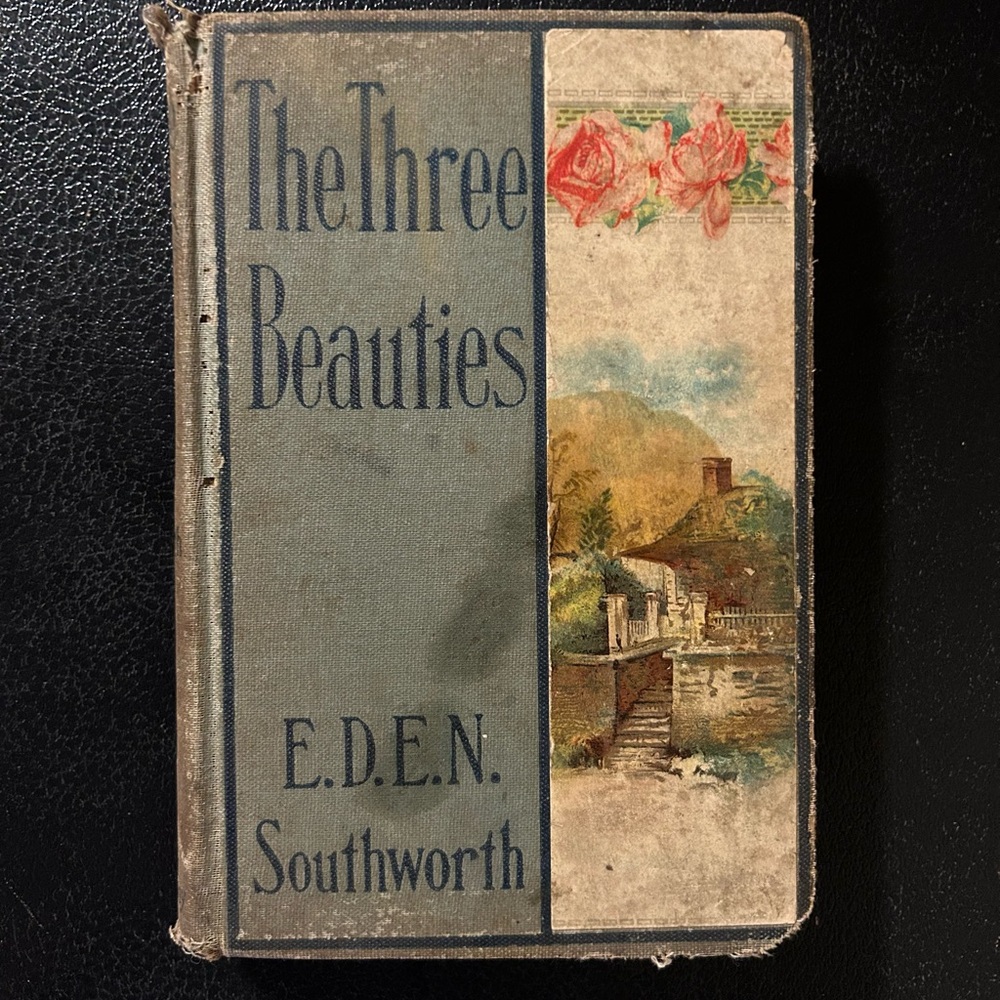 The Three
Beauties
E.D.E.N.
Southworth